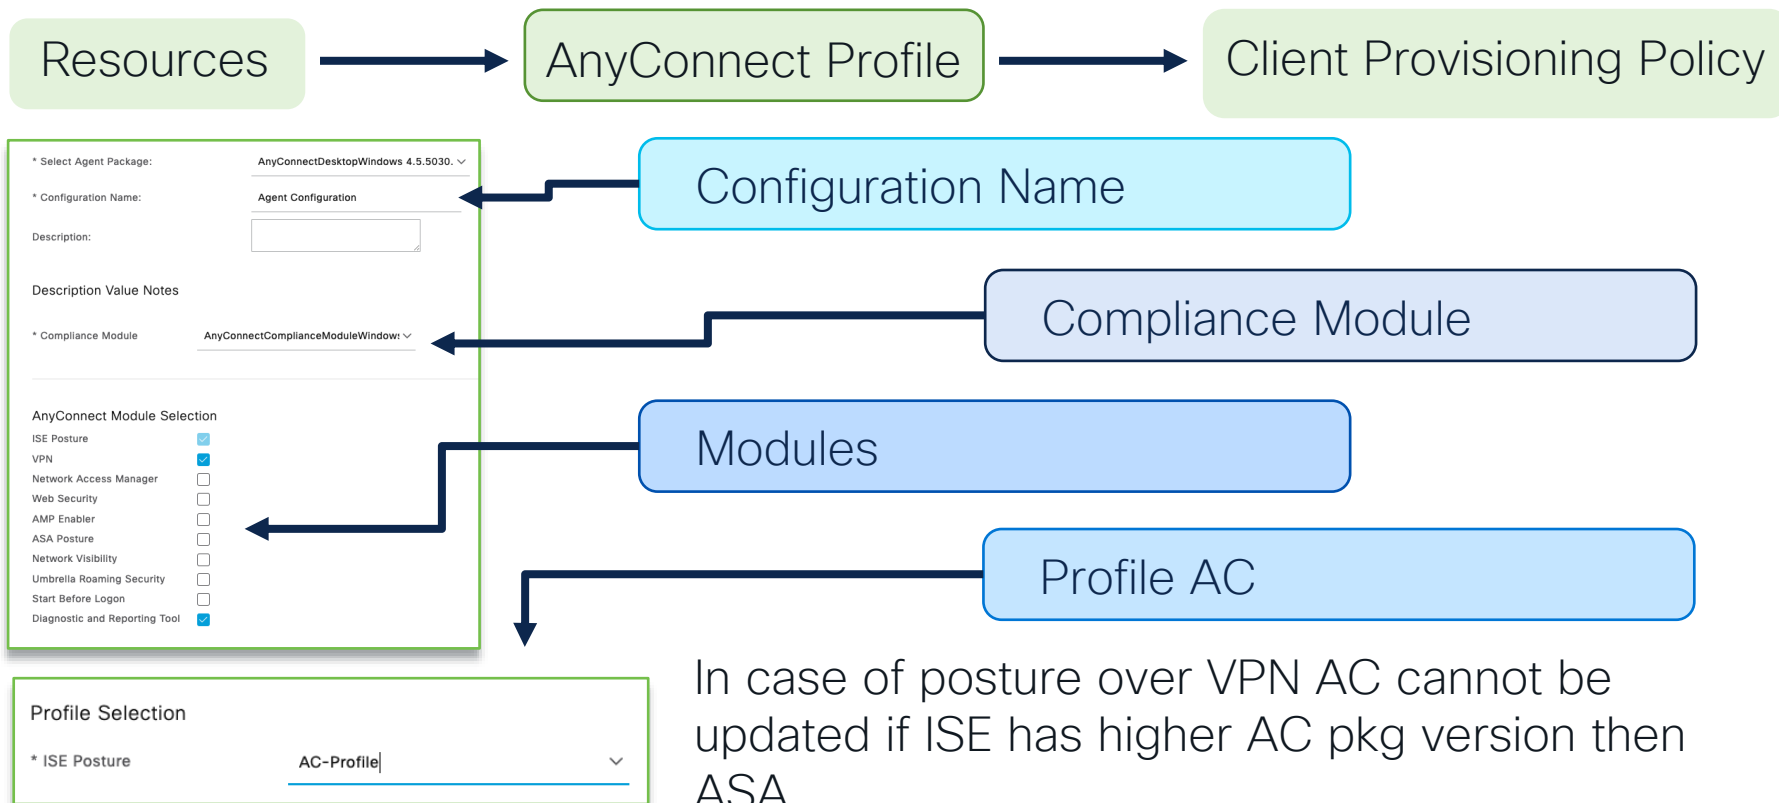 Resources
AnyConnect Profile
Client Provisioning Policy
* Select Agent Package: AnyConnectDesktopWindows 4.5.5030.
* Configuration Name: Agent Configuration
Description:
Description Value Notes
* Compliance Module AnyConnectComplianceModuleWindows
AnyConnect Module Selection
ISE Posture
VPN
Network Access Manager
Web Security
AMP Enabler
ASA Posture
Network Visibility
Umbrella Roaming Security
Start Before Logon
Diagnostic and Reporting Tool
Configuration Name
Compliance Module
Modules
Profile AC
Profile Selection
* ISE Posture AC-Profile
In case of posture over VPN AC cannot be
updated if ISE has higher AC pkg version then
ASA